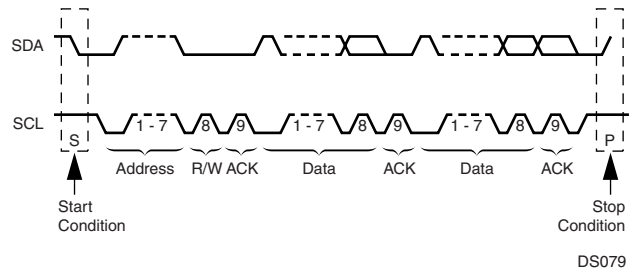 SDA
SCL
S 1 - 7 8 9 1 - 7 8 9 1 - 7 8 9 P
Address R/W ACK Data ACK Data ACK
Start
Condition
Stop
Condition
DS079